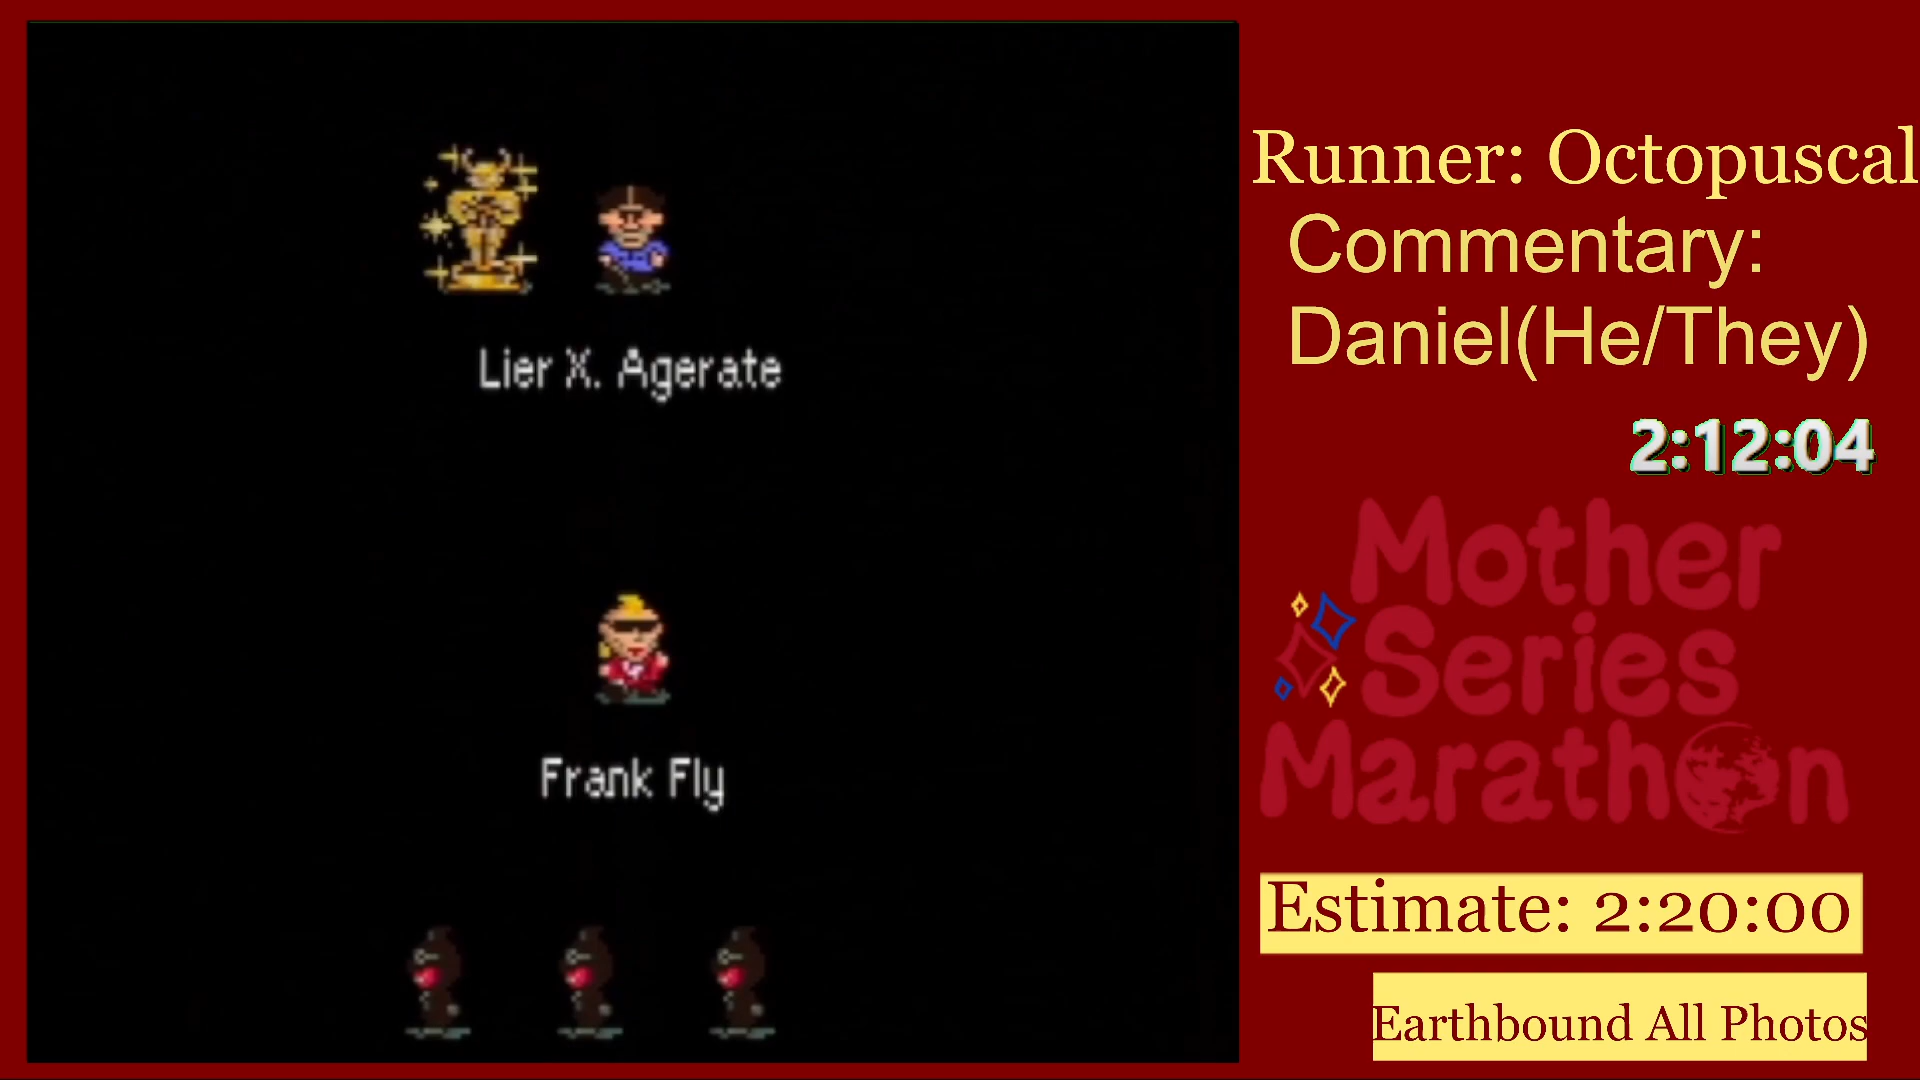 Lier X. Agerate
Frank Fly
Runner: Octopuscal
Commentary:
Daniel(He/They)
2:12:04
Mother
Series
Marathon
Estimate: 2:20:00
Earthbound All Photos